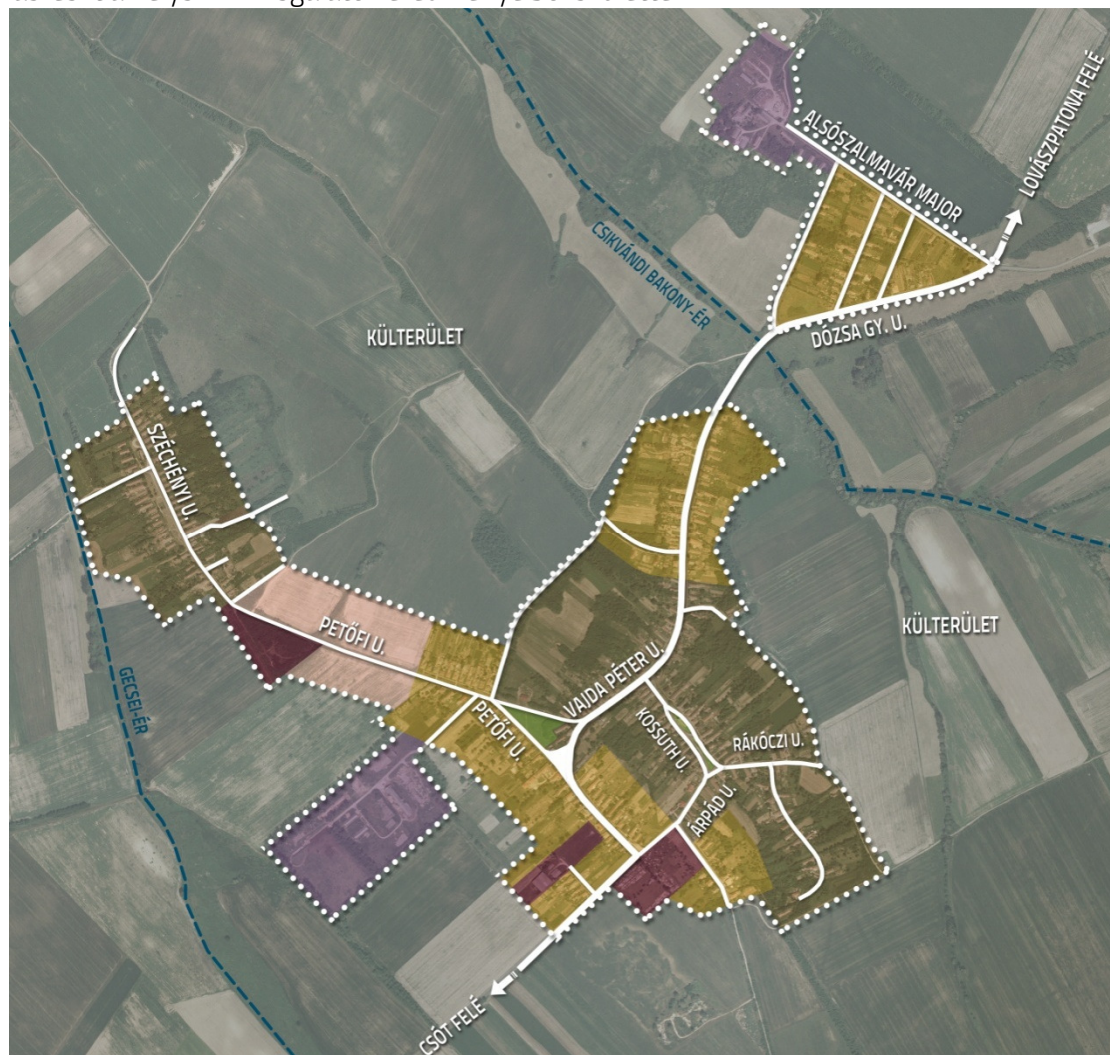 ALSÓSZALMAVÁR MAJOR
LOVÁSZPATONA FELÉ
CSIKVÁNDI BAKONY-ÉR
KÜLTERÜLET
DÓZSA GY. U.
SZÉCHÉNYI U.
PETŐFI U.
KÜLTERÜLET
GECSEI-ÉR
VAJDA PÉTER U.
PETŐFI U.
KOSSUTH U.
RÁKÓCZI U.
ÁRPÁD U.
CSÓT FELÉ